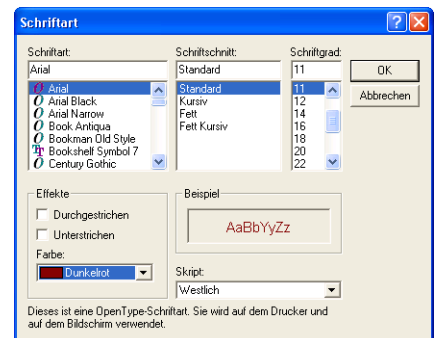 Schriftart
Schriftart: Schriftschnitt: Schriftgrad:
Arial Standard 11 OK
Arial Standard 11 Abbrechen
Arial Black Kursiv 12
Arial Narrow Fett 14
Book Antiqua Fett Kursiv 16
Bookman Old Style 18
Bookshelf Symbol 7 20
Century Gothic 22
Effekte Beispiel
Durchgestrichen
Unterstrichen
AaBbYyZz
Farbe:
Dunkelrot
Skript:
Westlich
Dieses ist eine OpenType-Schriftart. Sie wird auf dem Drucker und
auf dem Bildschirm verwendet.